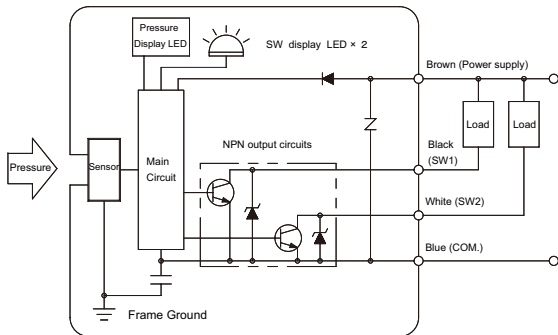 Pressure
Display LED
SW display LED × 2
Brown (Power supply)
Load
Load
NPN output circuits
Black
(SW1)
Pressure
Sensor
Main
Circuit
White (SW2)
Blue (COM.)
Frame Ground